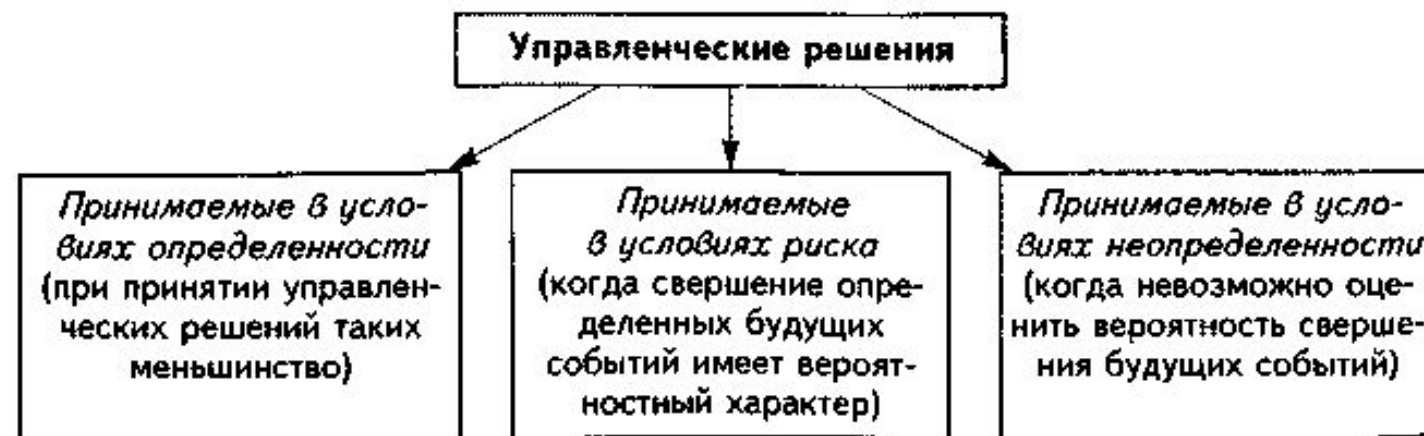 Управленческие решения
Принимаемые в усло-
виях определенности
(при принятии управлен-
ческих решений таких
меньшинство)
Принимаемые
в условиях риска
(когда свершение опре-
деленных будущих
событий имеет вероят-
ностный характер)
Принимаемые в усло-
виях неопределенности
(когда невозможно оце-
нить вероятность сверше-
ния будущих событий)